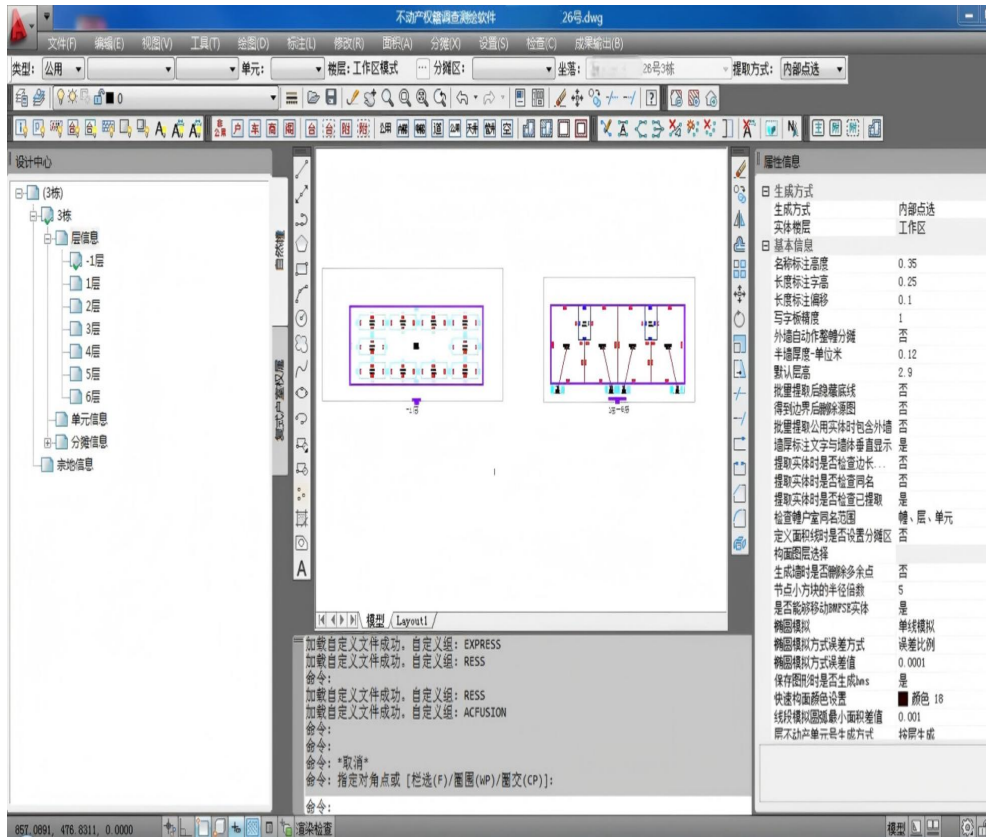 不动产权籍调查测绘软件 26号.dwg
文件(F) 编辑(E) 视图(V) 工具(T) 绘图(D) 标注(L) 修改(R) 面积(A) 分摊(X) 设置(S) 检查(C) 成果输出(B)
类型: 公用 单元: 楼层: 工作区模式 ... 分摊区: 坐落: 26号3栋 提取方式: 内部点选
0
设计中心
(3栋)
3栋
层信息
-1层
1层
2层
3层
4层
5层
6层
单元信息
分摊信息
宗地信息
自然幢
-1层
1层-6层
模型 Layout1
加载自定义文件成功。自定义组: EXPRESS
加载自定义文件成功。自定义组: RESS
命令:
加载自定义文件成功。自定义组: RESS
加载自定义文件成功。自定义组: ACFUSION
命令:
命令:
命令: *取消*
命令: 指定对角点或 [栏选(F)/圈围(WP)/圈交(CP)]:
命令:
属性信息
生成方式
生成方式 内部点选
实体楼层 工作区
基本信息
名称标注高度 0.35
长度标注字高 0.25
长度标注偏移 0.1
写字板精度 1
外墙自动作整幢分摊 否
半墙厚度-单位米 0.12
默认层高 2.9
批量提取后隐藏底线 否
得到边界后删除源图 否
批量提取公用实体时包含外墙 否
墙厚标注文字与墙体垂直显示 是
提取实体时是否检查边长... 否
提取实体时是否检查同名 否
提取实体时是否检查已提取 是
检查幢户室同名范围 幢、层、单元
定义面积线时是否设置分摊区 否
构面图层选择
生成墙时是否删除多余点 否
节点小方块的半径倍数 5
是否能够移动BMFSE实体 是
椭圆模拟 单线模拟
椭圆模拟方式误差方式 误差比例
椭圆模拟方式误差值 0.0001
保存图形时是否生成bms 是
快速构面颜色设置 颜色 18
线段模拟圆弧最小面积差值 0.001
层不动产单元号生成方式 按层生成
857.0891, 476.8311, 0.0000 渲染检查 模型